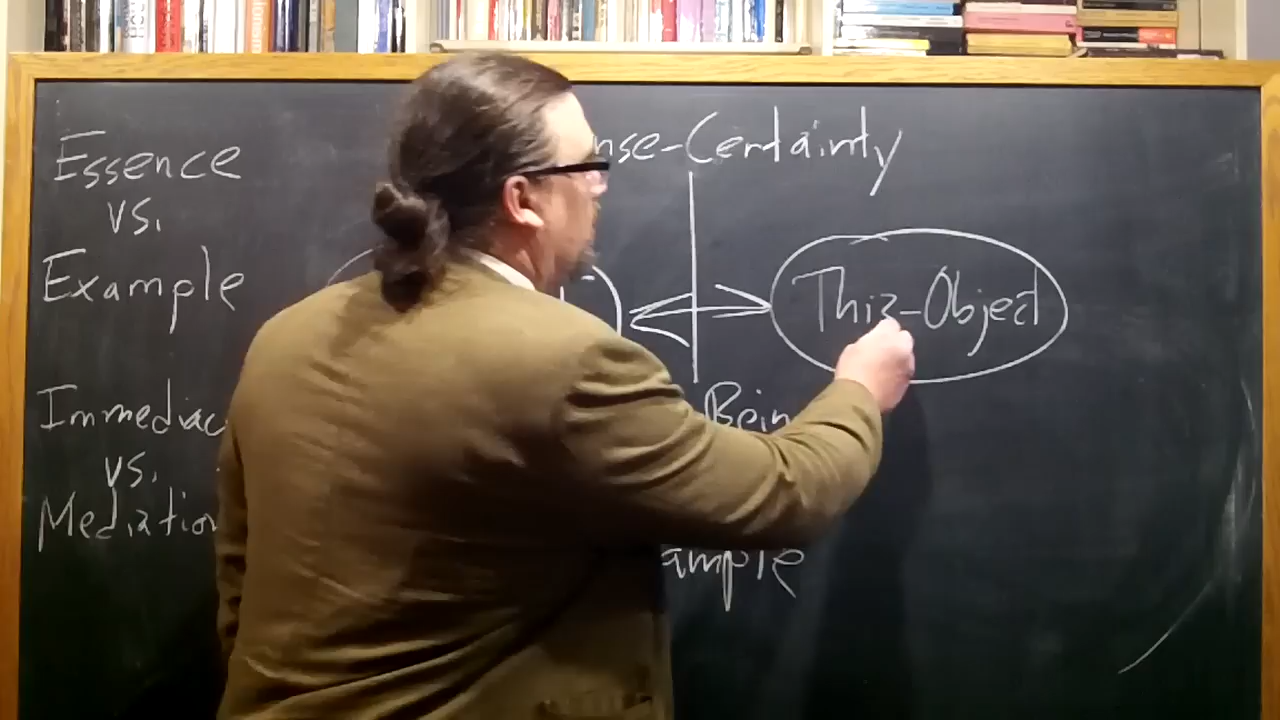 Essence
vs.
Example
nse-Certainty
This-Object
Immediac
vs.
Mediation
Bein
ample